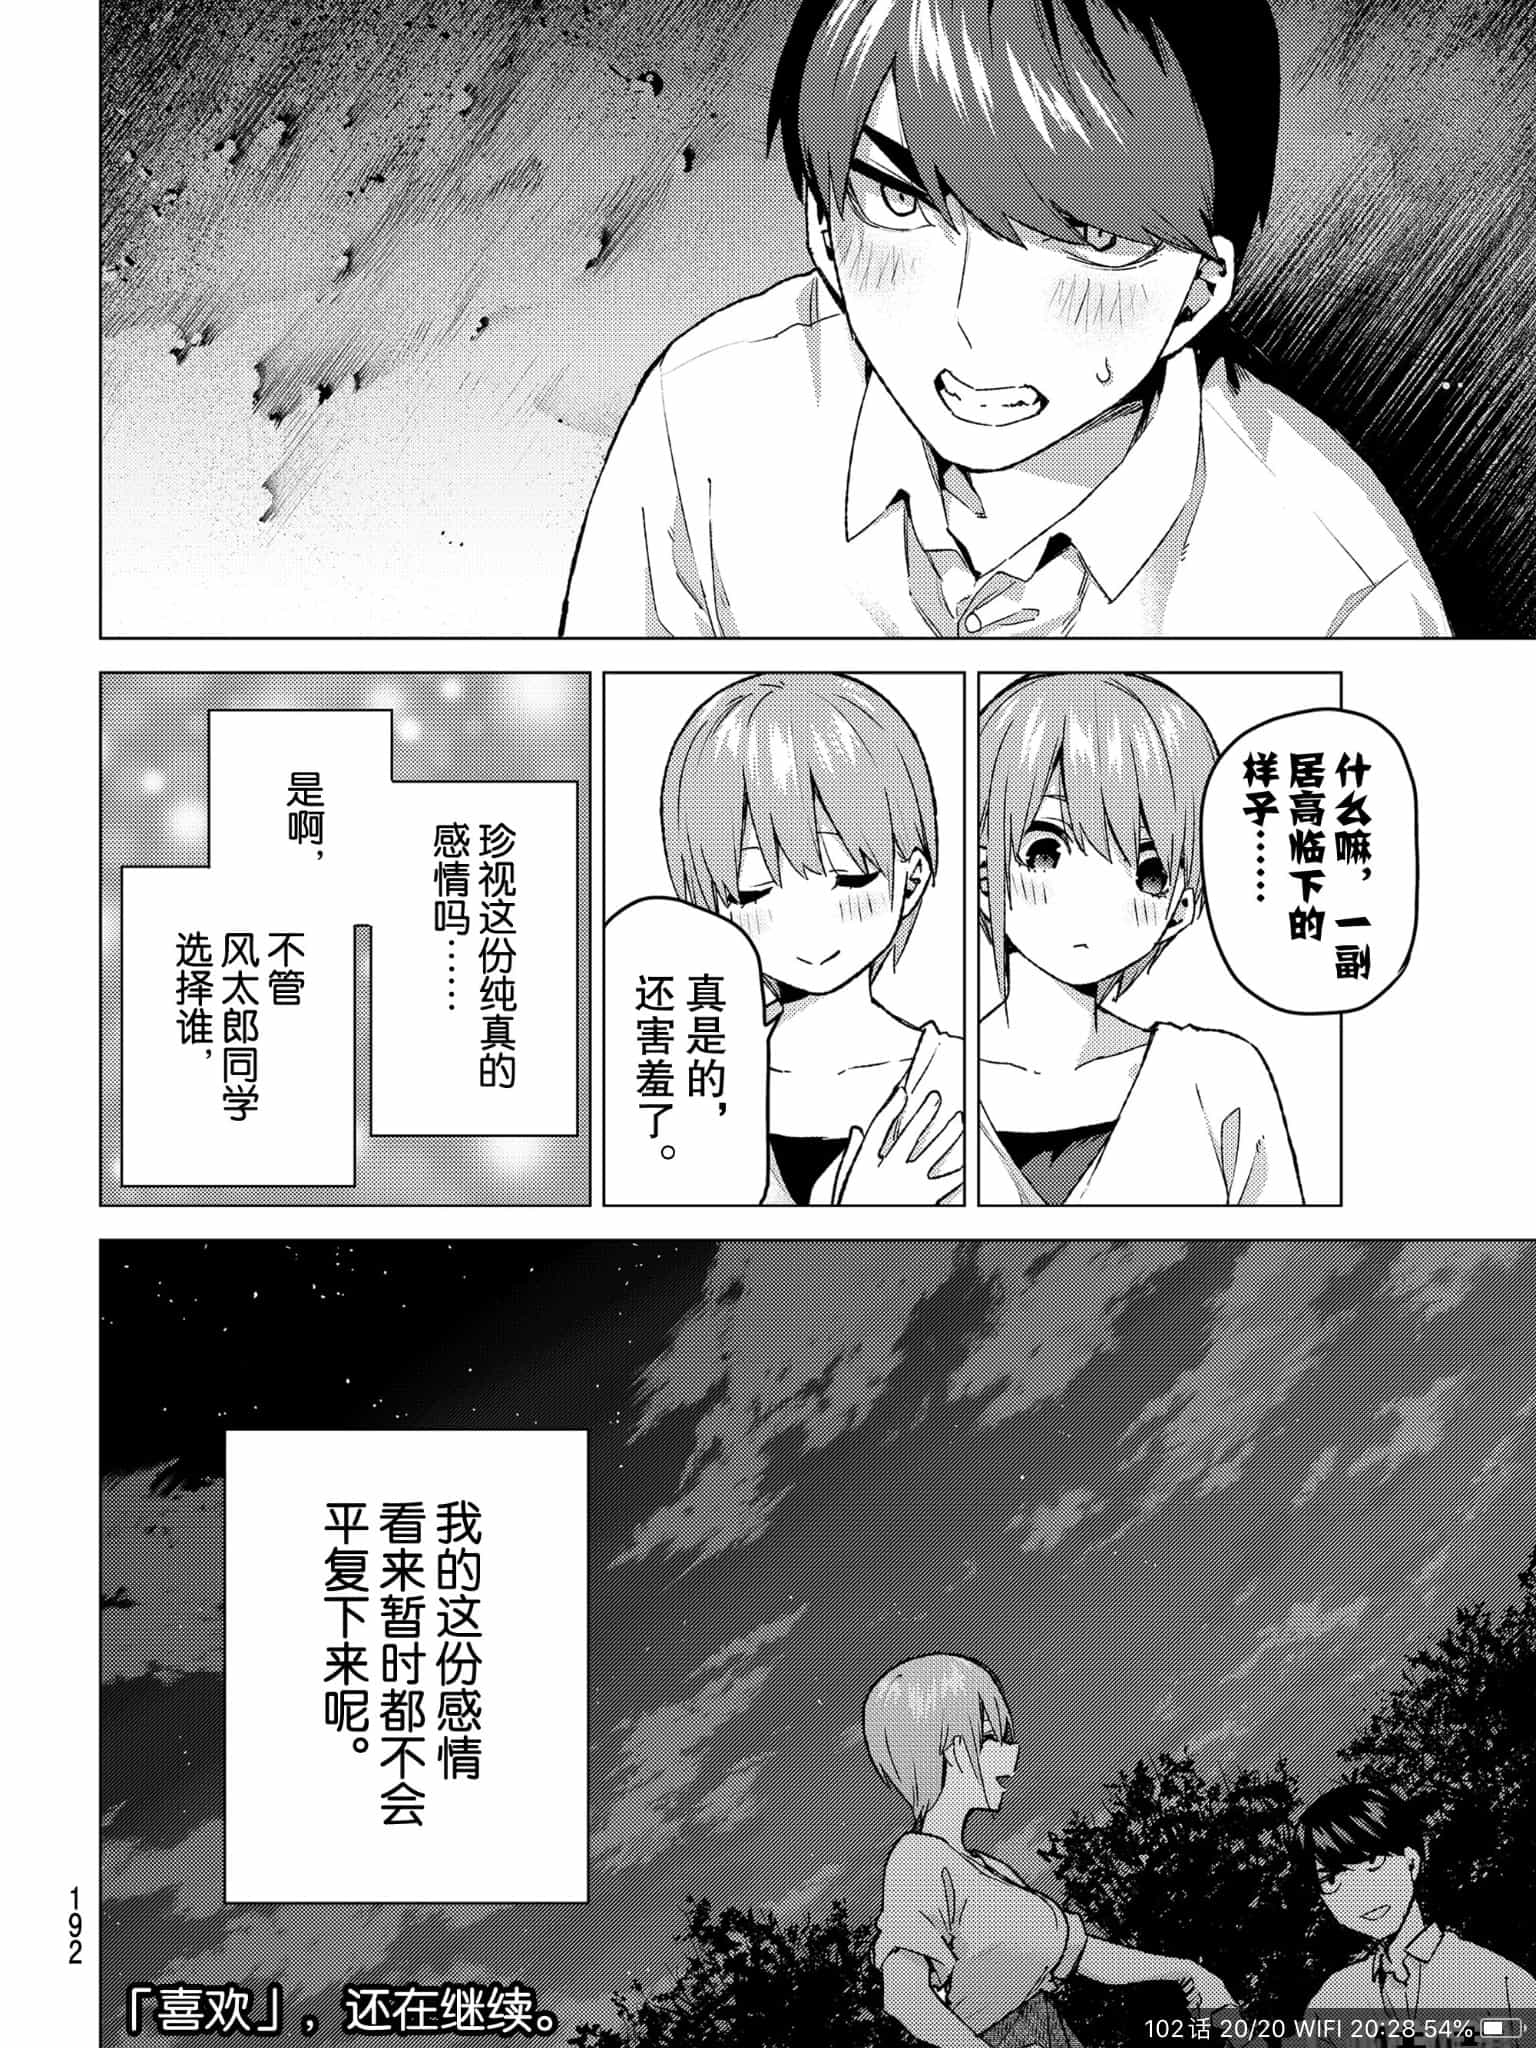 什么嘛，一副
居高临下的
样子……
真是的，
还害羞了。
珍视这份纯真的
感情吗……
是啊，
不管
风太郎同学
选择谁，
我的这份感情
看来暂时都不会
平复下来呢。
192
「喜欢」，还在继续。
102话 20/20 WIFI 20:28 54%